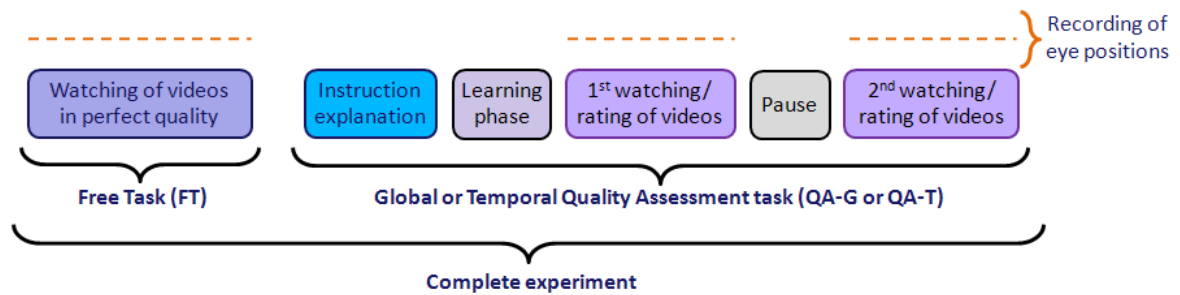 Recording of
eye positions
Watching of videos
in perfect quality
Instruction
explanation
Learning
phase
1st watching/
rating of videos
Pause
2nd watching/
rating of videos
Free Task (FT)
Global or Temporal Quality Assessment task (QA-G or QA-T)
Complete experiment